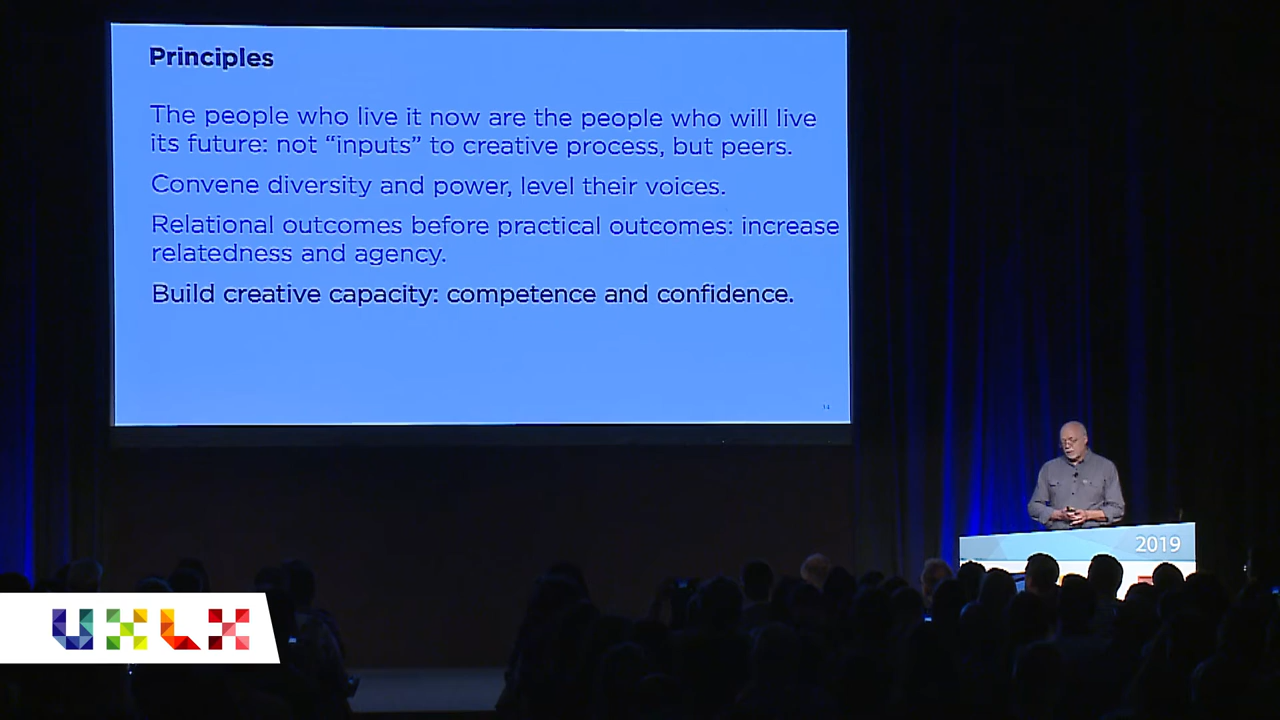 Principles
The people who live it now are the people who will live
its future: not “inputs” to creative process, but peers.
Convene diversity and power, level their voices.
Relational outcomes before practical outcomes: increase
relatedness and agency.
Build creative capacity: competence and confidence.
14
2019
UXLX